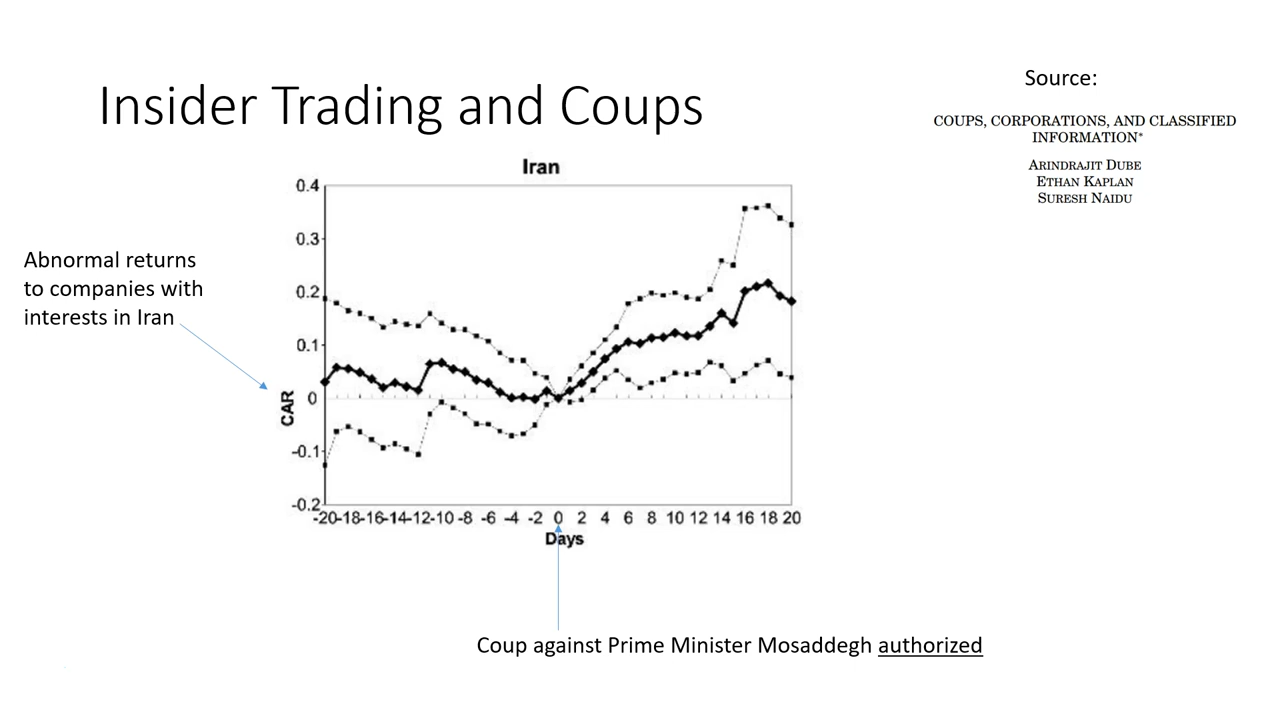 Insider Trading and Coups
Source:
COUPS, CORPORATIONS, AND CLASSIFIED
INFORMATION*
ARINDRAJIT DUBE
ETHAN KAPLAN
SURESH NAIDU
Abnormal returns
to companies with
interests in Iran
Iran
CAR
0.4
0.3
0.2
0.1
0
-0.1
-0.2
-20 -18 -16 -14 -12 -10 -8 -6 -4 -2 0 2 4 6 8 10 12 14 16 18 20
Days
Coup against Prime Minister Mosaddegh authorized